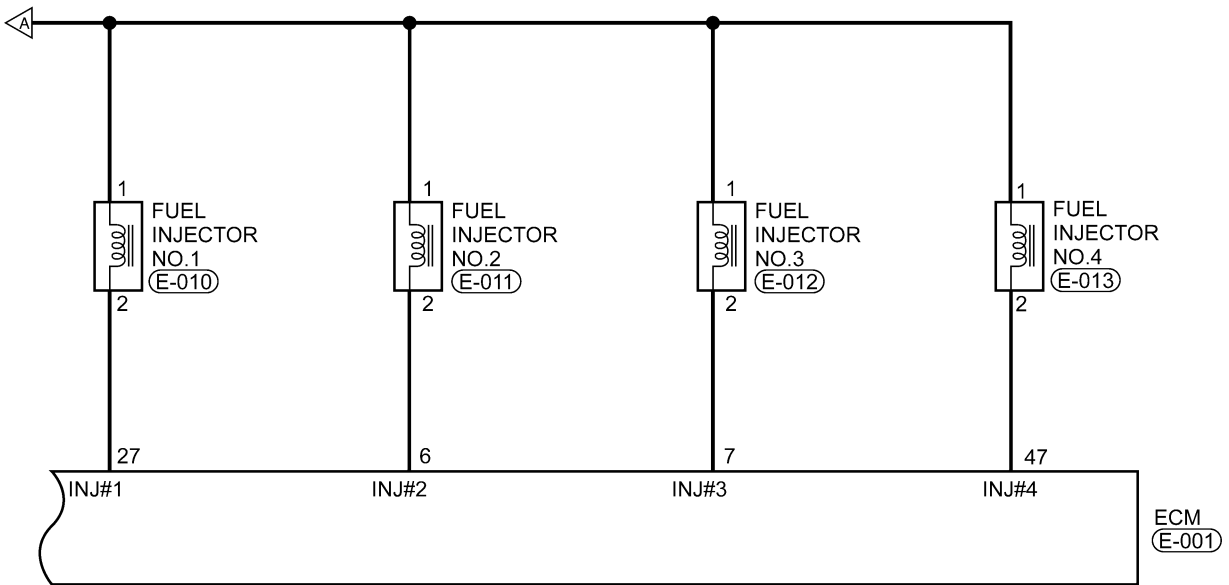 A
1
FUEL
INJECTOR
NO.1
E-010
2
1
FUEL
INJECTOR
NO.2
E-011
2
1
FUEL
INJECTOR
NO.3
E-012
2
1
FUEL
INJECTOR
NO.4
E-013
2
27
6
7
47
INJ#1
INJ#2
INJ#3
INJ#4
ECM
E-001